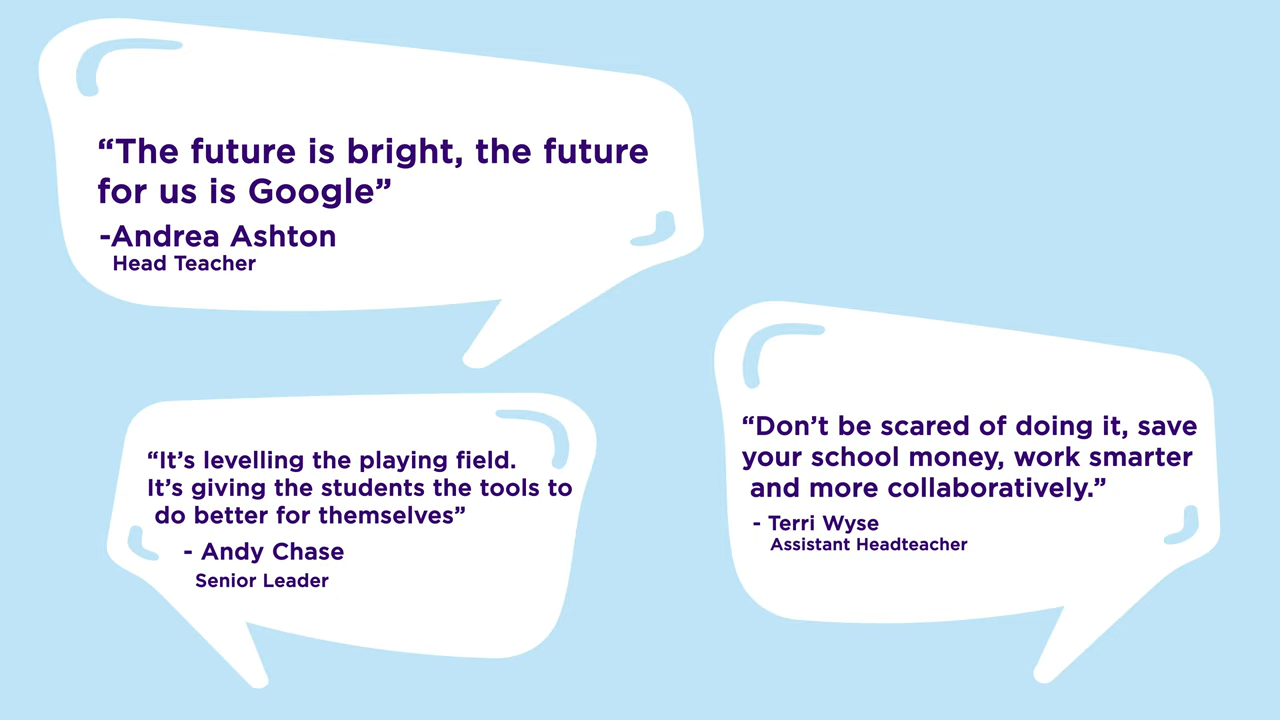 “The future is bright, the future
for us is Google”
-Andrea Ashton
Head Teacher
“It’s levelling the playing field.
It’s giving the students the tools to
do better for themselves”
- Andy Chase
Senior Leader
“Don’t be scared of doing it, save
your school money, work smarter
and more collaboratively.”
- Terri Wyse
Assistant Headteacher